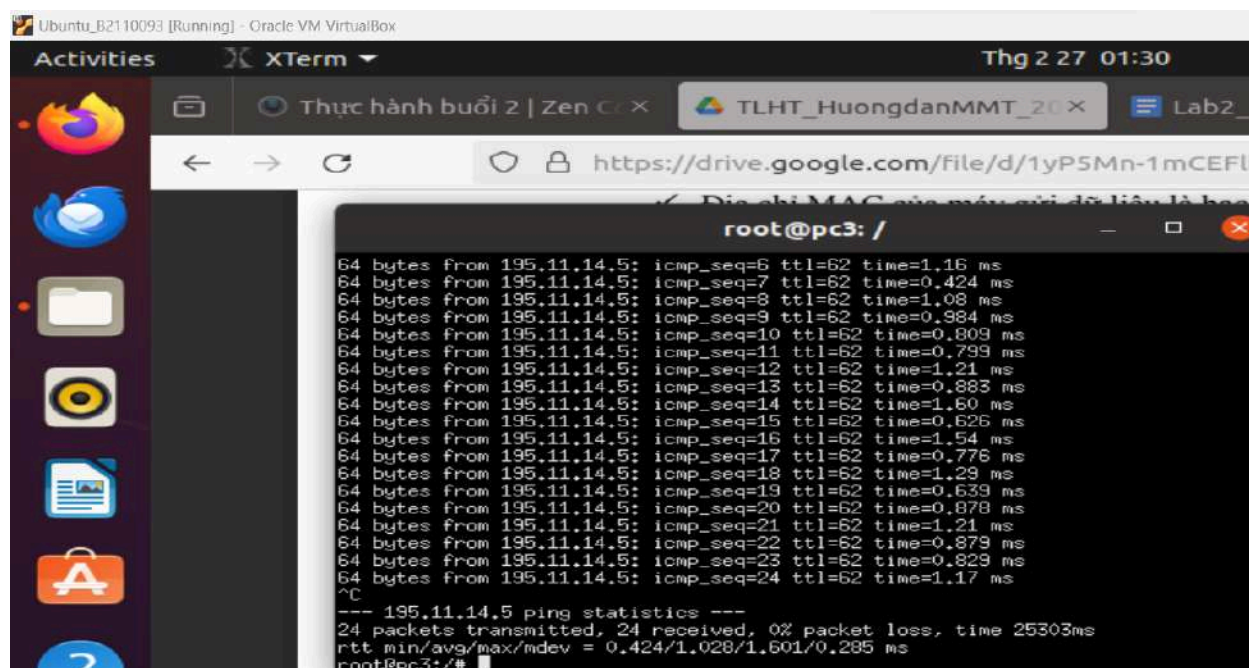 Ubuntu_B2110093 [Running] - Oracle VM VirtualBox
Activities XTerm Thg 2 27 01:30
Thực hành buổi 2 | Zen TLHT_HuongdanMMT_20 Lab2_
https://drive.google.com/file/d/1yP5Mn-1mCEFl
Địa chỉ MAC của máy gửi dữ liệu là
root@pc3: /
64 bytes from 195.11.14.5: icmp_seq=6 ttl=62 time=1.16 ms
64 bytes from 195.11.14.5: icmp_seq=7 ttl=62 time=0.424 ms
64 bytes from 195.11.14.5: icmp_seq=8 ttl=62 time=1.08 ms
64 bytes from 195.11.14.5: icmp_seq=9 ttl=62 time=0.984 ms
64 bytes from 195.11.14.5: icmp_seq=10 ttl=62 time=0.809 ms
64 bytes from 195.11.14.5: icmp_seq=11 ttl=62 time=0.799 ms
64 bytes from 195.11.14.5: icmp_seq=12 ttl=62 time=1.21 ms
64 bytes from 195.11.14.5: icmp_seq=13 ttl=62 time=0.883 ms
64 bytes from 195.11.14.5: icmp_seq=14 ttl=62 time=1.60 ms
64 bytes from 195.11.14.5: icmp_seq=15 ttl=62 time=0.626 ms
64 bytes from 195.11.14.5: icmp_seq=16 ttl=62 time=1.54 ms
64 bytes from 195.11.14.5: icmp_seq=17 ttl=62 time=0.776 ms
64 bytes from 195.11.14.5: icmp_seq=18 ttl=62 time=1.29 ms
64 bytes from 195.11.14.5: icmp_seq=19 ttl=62 time=0.639 ms
64 bytes from 195.11.14.5: icmp_seq=20 ttl=62 time=0.878 ms
64 bytes from 195.11.14.5: icmp_seq=21 ttl=62 time=1.21 ms
64 bytes from 195.11.14.5: icmp_seq=22 ttl=62 time=0.879 ms
64 bytes from 195.11.14.5: icmp_seq=23 ttl=62 time=0.829 ms
64 bytes from 195.11.14.5: icmp_seq=24 ttl=62 time=1.17 ms
^C
--- 195.11.14.5 ping statistics ---
24 packets transmitted, 24 received, 0% packet loss, time 25303ms
rtt min/avg/max/mdev = 0.424/1.028/1.601/0.285 ms
root@pc3:/#